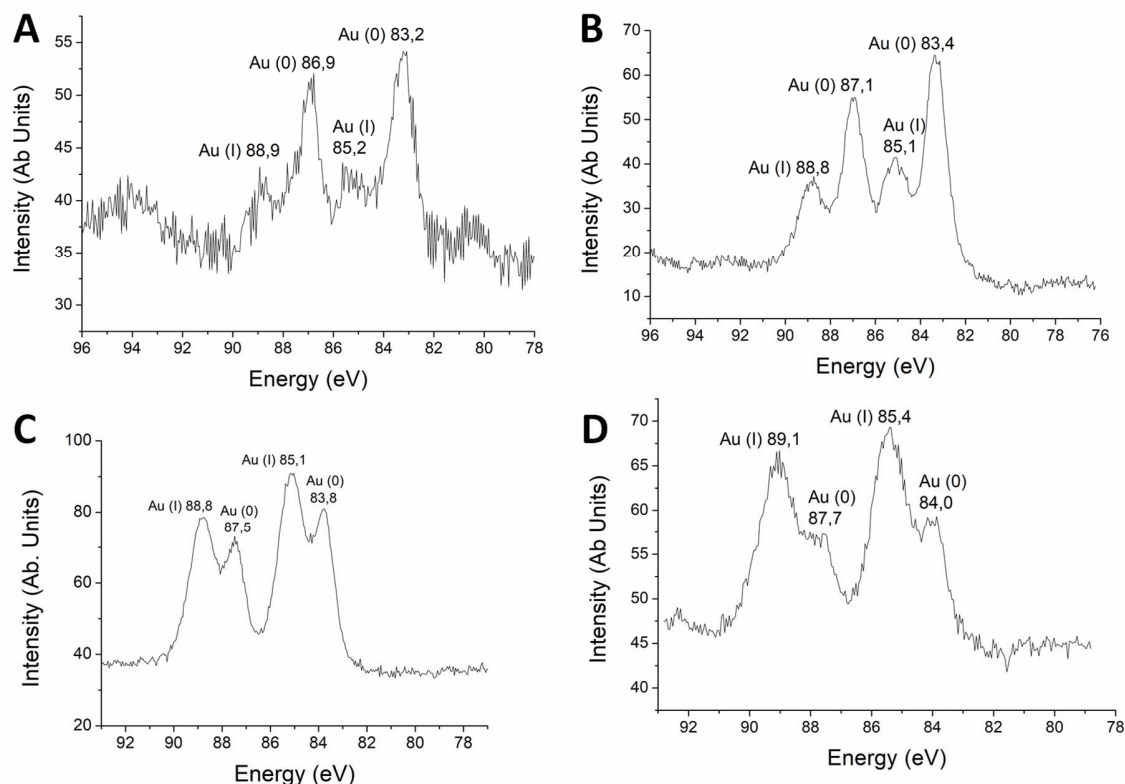 A
Intensity (Ab Units)
55
50
45
40
35
30
Au (0) 83,2
Au (0) 86,9
Au (I)
85,2
Au (I) 88,9
96 94 92 90 88 86 84 82 80 78
Energy (eV)
B
Intensity (Ab Units)
70
60
50
40
30
20
10
Au (0) 83,4
Au (0) 87,1
Au (I)
85,1
Au (I) 88,8
96 94 92 90 88 86 84 82 80 78 76
Energy (eV)
C
Intensity (Ab. Units)
100
80
60
40
20
Au (I) 85,1
Au (0)
83,8
Au (I) 88,8
Au (0)
87,5
92 90 88 86 84 82 80 78
Energy (eV)
D
Intensity (Ab Units)
70
65
60
55
50
45
40
Au (I) 85,4
Au (I) 89,1
Au (0)
84,0
Au (0)
87,7
92 90 88 86 84 82 80 78
Energy (eV)